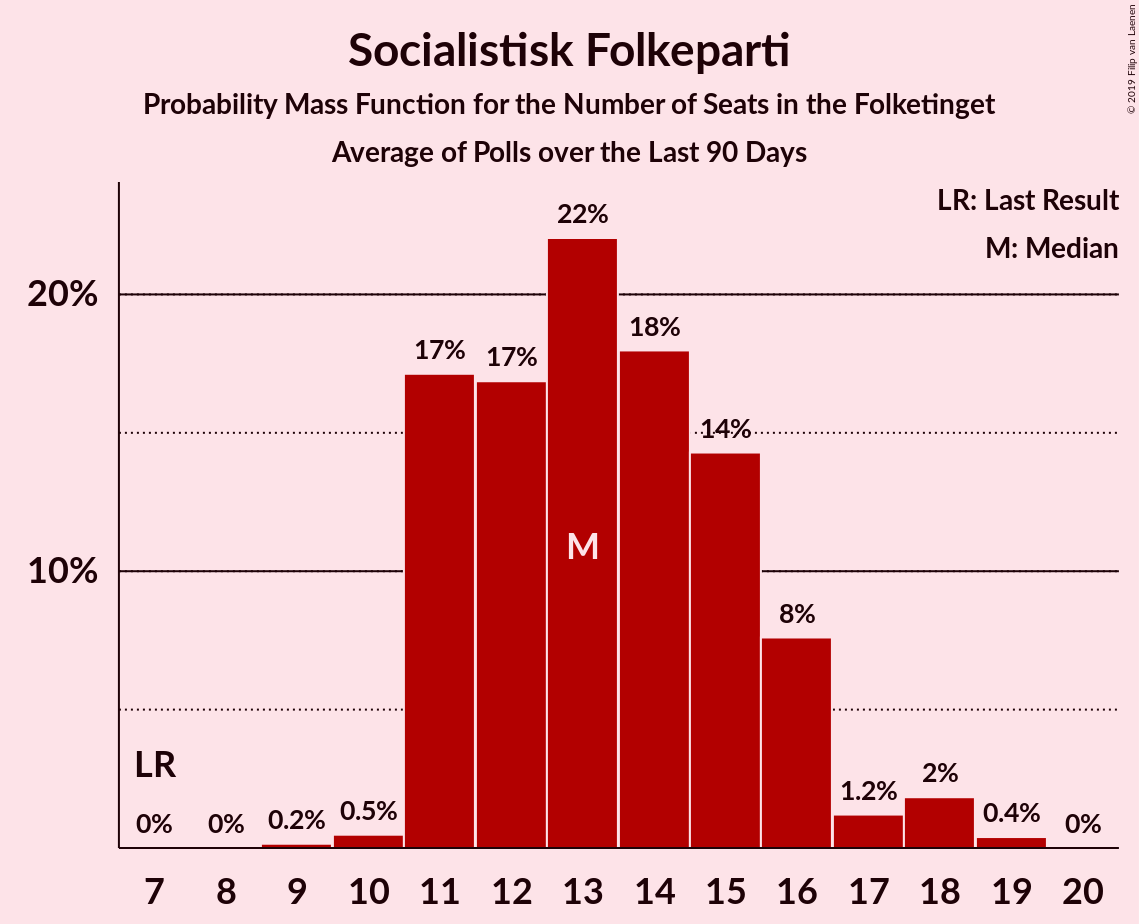 Socialistisk Folkeparti
Probability Mass Function for the Number of Seats in the Folketinget
Average of Polls over the Last 90 Days
© 2019 Filip van Laenen
LR: Last Result
M: Median
22%
20%
18%
17%
17%
14%
M
10%
8%
LR
2%
1.2%
0.5%
0.4%
0.2%
0%
0%
0%
7 8 9 10 11 12 13 14 15 16 17 18 19 20